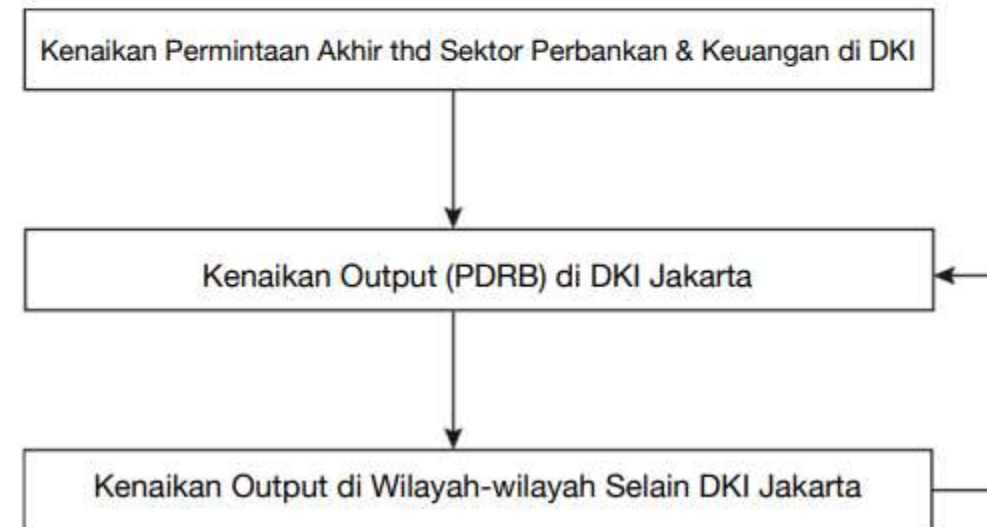 Kenaikan Permintaan Akhir thd Sektor Perbankan & Keuangan di DKI
Kenaikan Output (PDRB) di DKI Jakarta
Kenaikan Output di Wilayah-wilayah Selain DKI Jakarta